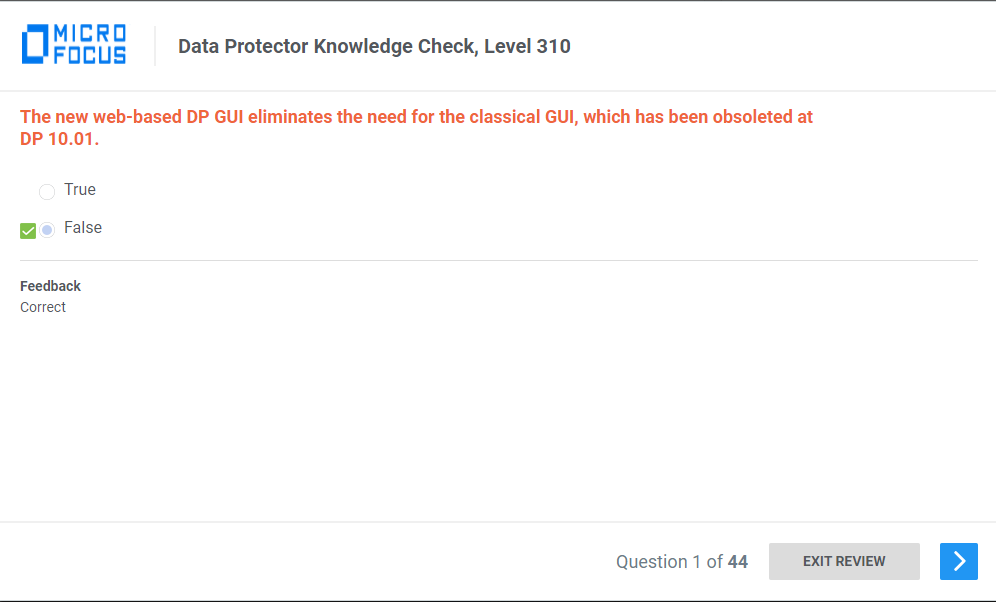 MICRO
FOCUS
Data Protector Knowledge Check, Level 310
The new web-based DP GUI eliminates the need for the classical GUI, which has been obsoleted at
DP 10.01.
True
False
Feedback
Correct
Question 1 of 44
EXIT REVIEW